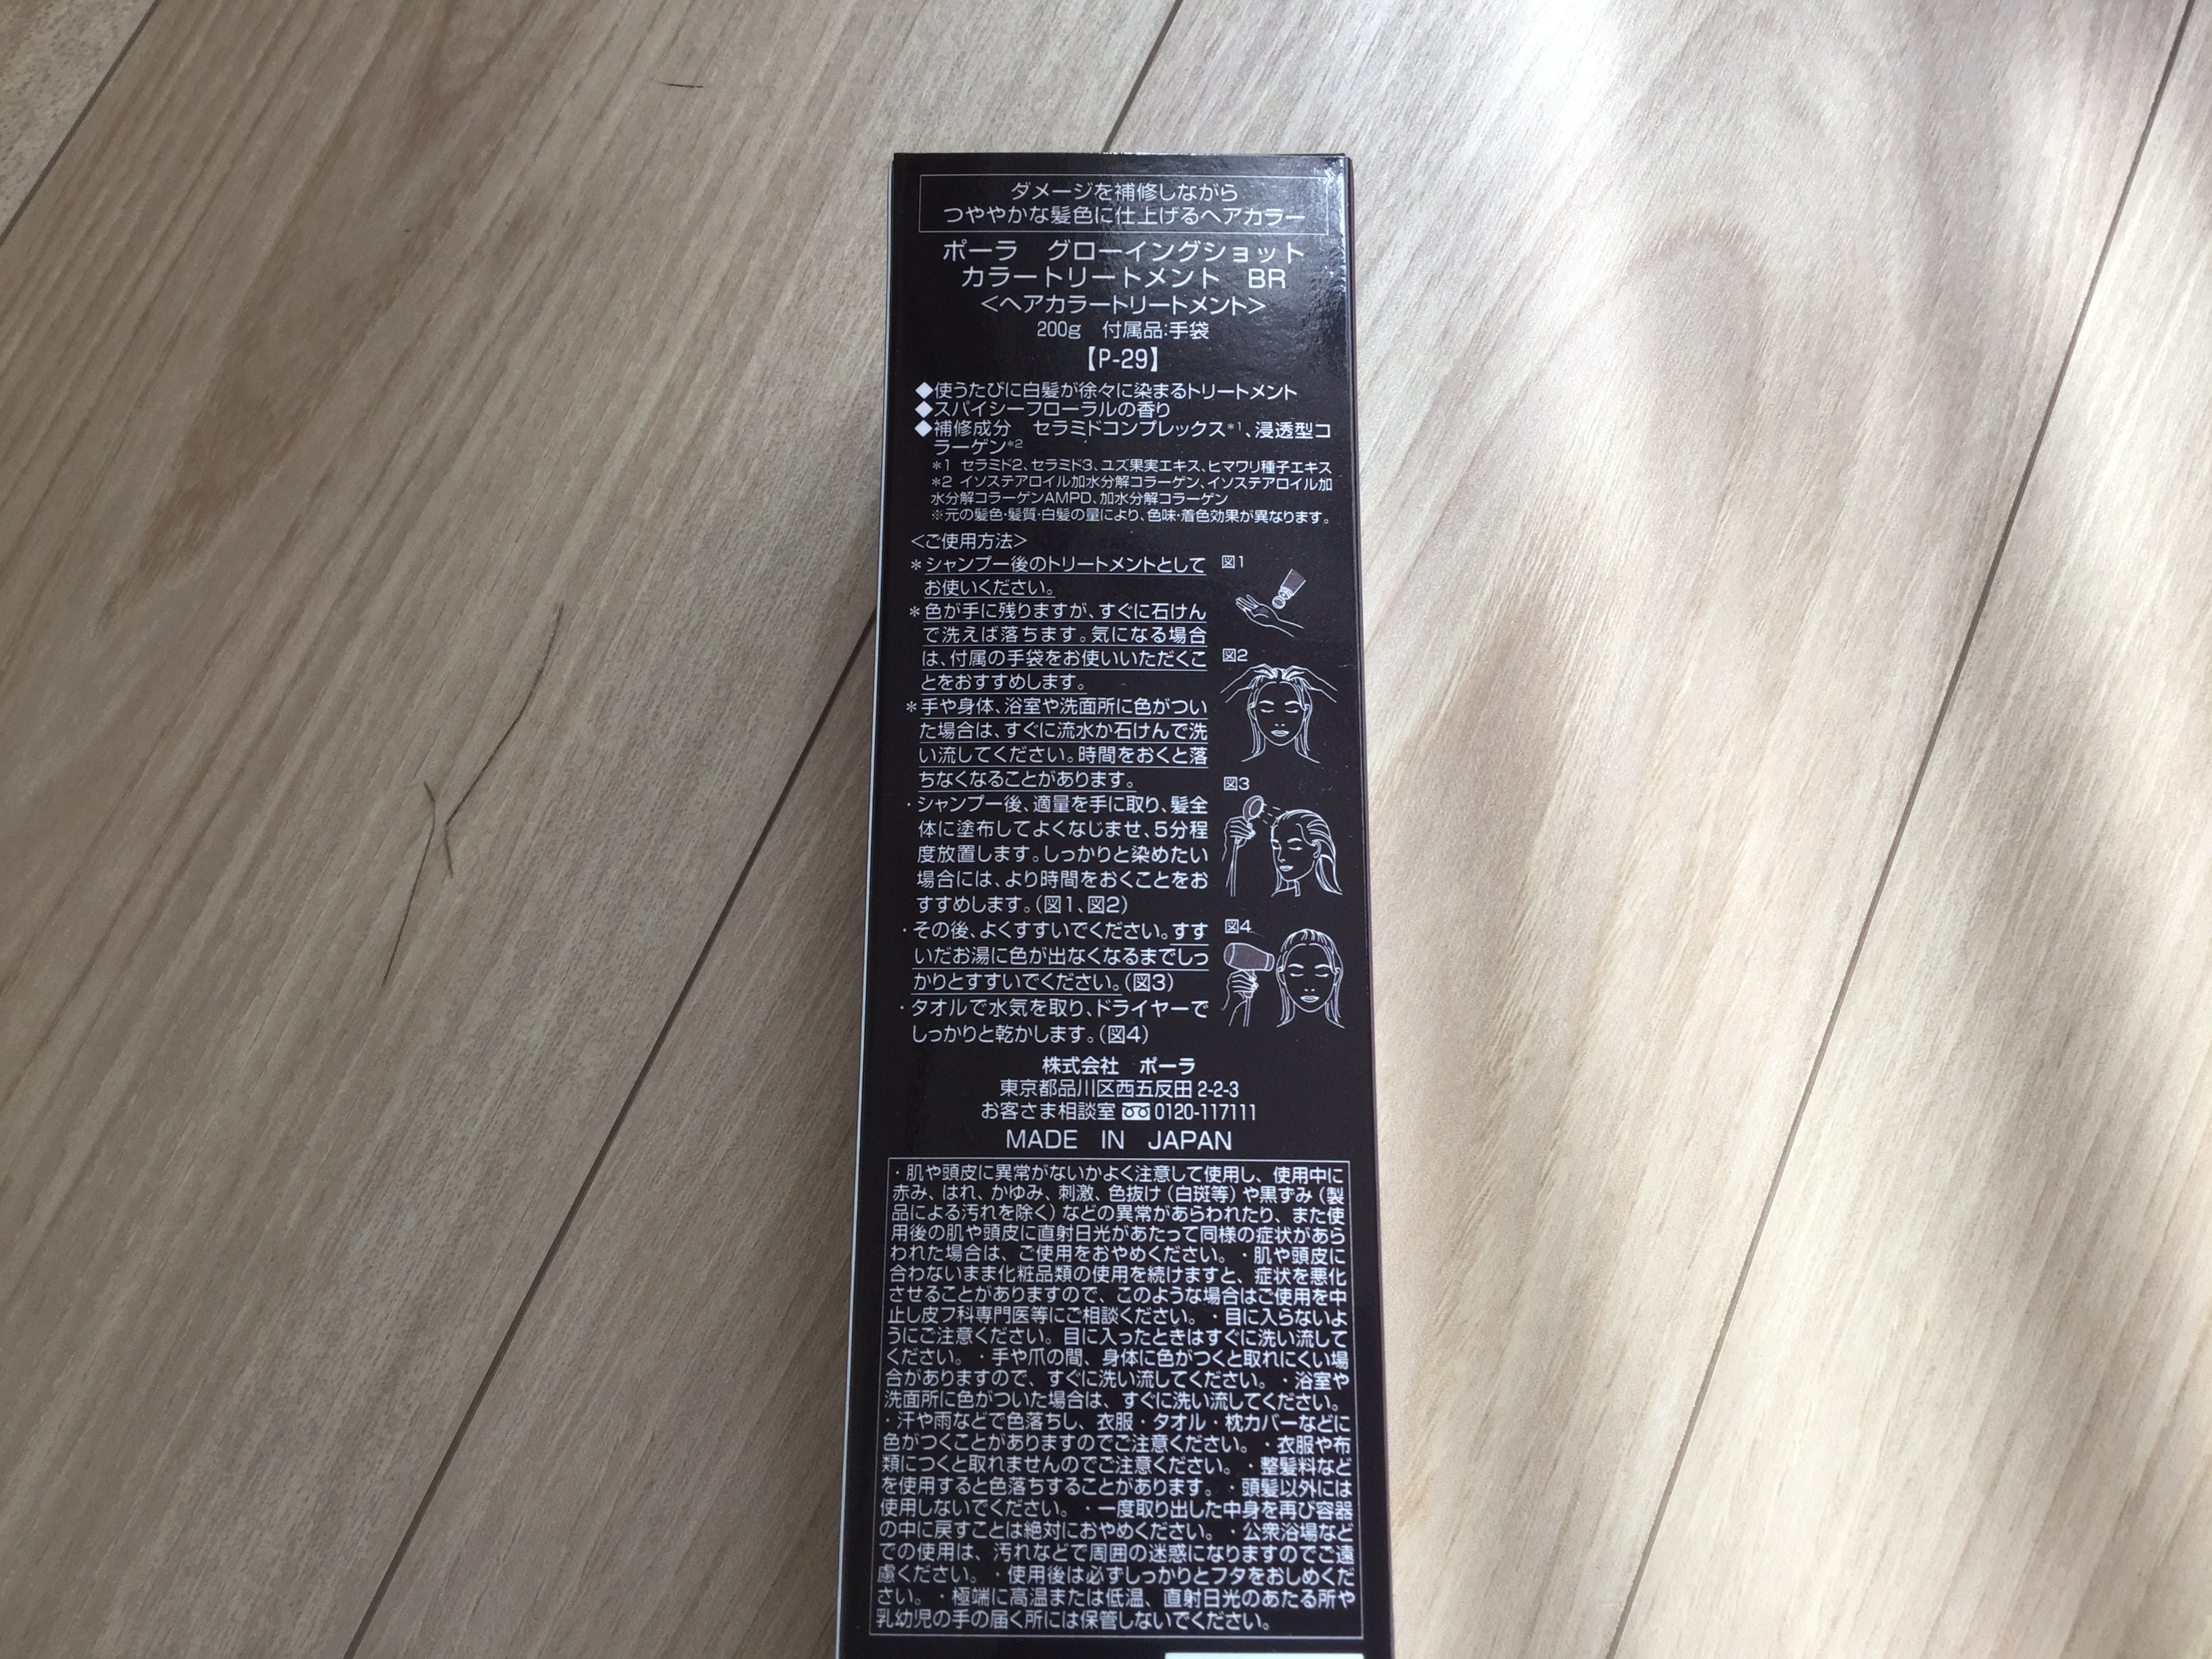 ダメージを補修しながら
つややかな髪色に仕上げるヘアカラー
ポーラ　グローイングショット
カラートリートメント　BR
＜ヘアカラートリートメント＞
200g　付属品:手袋
【P-29】
◆使うたびに白髪が徐々に染まるトリートメント
◆スパイシーフローラルの香り
◆補修成分　セラミドコンプレックス*1、浸透型コ
ラーゲン*2
*1 セラミド2、セラミド3、ユズ果実エキス、ヒマワリ種子エキス
*2 イソステアロイル加水分解コラーゲン、イソステアロイル加
水分解コラーゲンAMPD、加水分解コラーゲン
※元の髪色・髪質・白髪の量により、色味・着色効果が異なります。
＜ご使用方法＞
*シャンプー後のトリートメントとして
お使いください。
*色が手に残りますが、すぐに石けん
で洗えば落ちます。気になる場合
は、付属の手袋をお使いいただくこ
とをおすすめします。
*手や身体、浴室や洗面所に色がつい
た場合は、すぐに流水か石けんで洗
い流してください。時間をおくと落
ちなくなることがあります。
・シャンプー後、適量を手に取り、髪全
体に塗布してよくなじませ、5分程
度放置します。しっかりと染めたい
場合には、より時間をおくことをお
すすめします。(図1、図2)
・その後、よくすすいでください。すす
いだお湯に色が出なくなるまでしっ
かりとすすいでください。(図3)
・タオルで水気を取り、ドライヤーで
しっかりと乾かします。(図4)
図1
図2
図3
図4
株式会社　ポーラ
東京都品川区西五反田 2-2-3
お客さま相談室 0120-117111
MADE IN JAPAN
・肌や頭皮に異常がないかよく注意して使用し、使用中に
赤み、はれ、かゆみ、刺激、色抜け（白斑等）や黒ずみ（製
品による汚れを除く）などの異常があらわれたり、また使
用後の肌や頭皮に直射日光があたって同様の症状があら
われた場合は、ご使用をおやめください。・肌や頭皮に
合わないまま化粧品類の使用を続けますと、症状を悪化
させることがありますので、このような場合はご使用を中
止し皮フ科専門医等にご相談ください。・目に入らないよ
うにご注意ください。目に入ったときはすぐに洗い流して
ください。・手や爪の間、身体に色がつくと取れにくい場
合がありますので、すぐに洗い流してください。・浴室や
洗面所に色がついた場合は、すぐに洗い流してください。
・汗や雨などで色落ちし、衣服・タオル・枕カバーなどに
色がつくことがありますのでご注意ください。・衣服や布
類につくと取れませんのでご注意ください。・整髪料など
を使用すると色落ちすることがあります。・頭髪以外には
使用しないでください。・一度取り出した中身を再び容器
の中に戻すことは絶対におやめください。・公衆浴場など
での使用は、汚れなどで周囲の迷惑になりますのでご遠
慮ください。・使用後は必ずしっかりとフタをおしめくだ
さい。・極端に高温または低温、直射日光のあたる所や
乳幼児の手の届く所には保管しないでください。